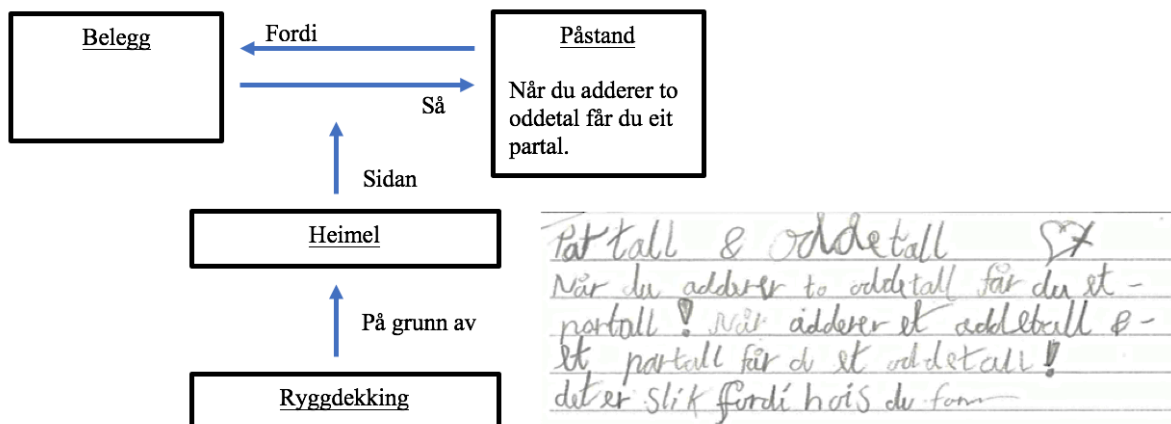 Belegg
Fordi
Påstand
Når du adderer to
oddetal får du eit
partal.
Så
Sidan
Heimel
På grunn av
Ryggdekking
Partall & oddetall
Når du adderer to oddetall får du et -
partall! Når adderer et oddetall &-
et partall får d et oddetall!
det er slik fordi hvis du